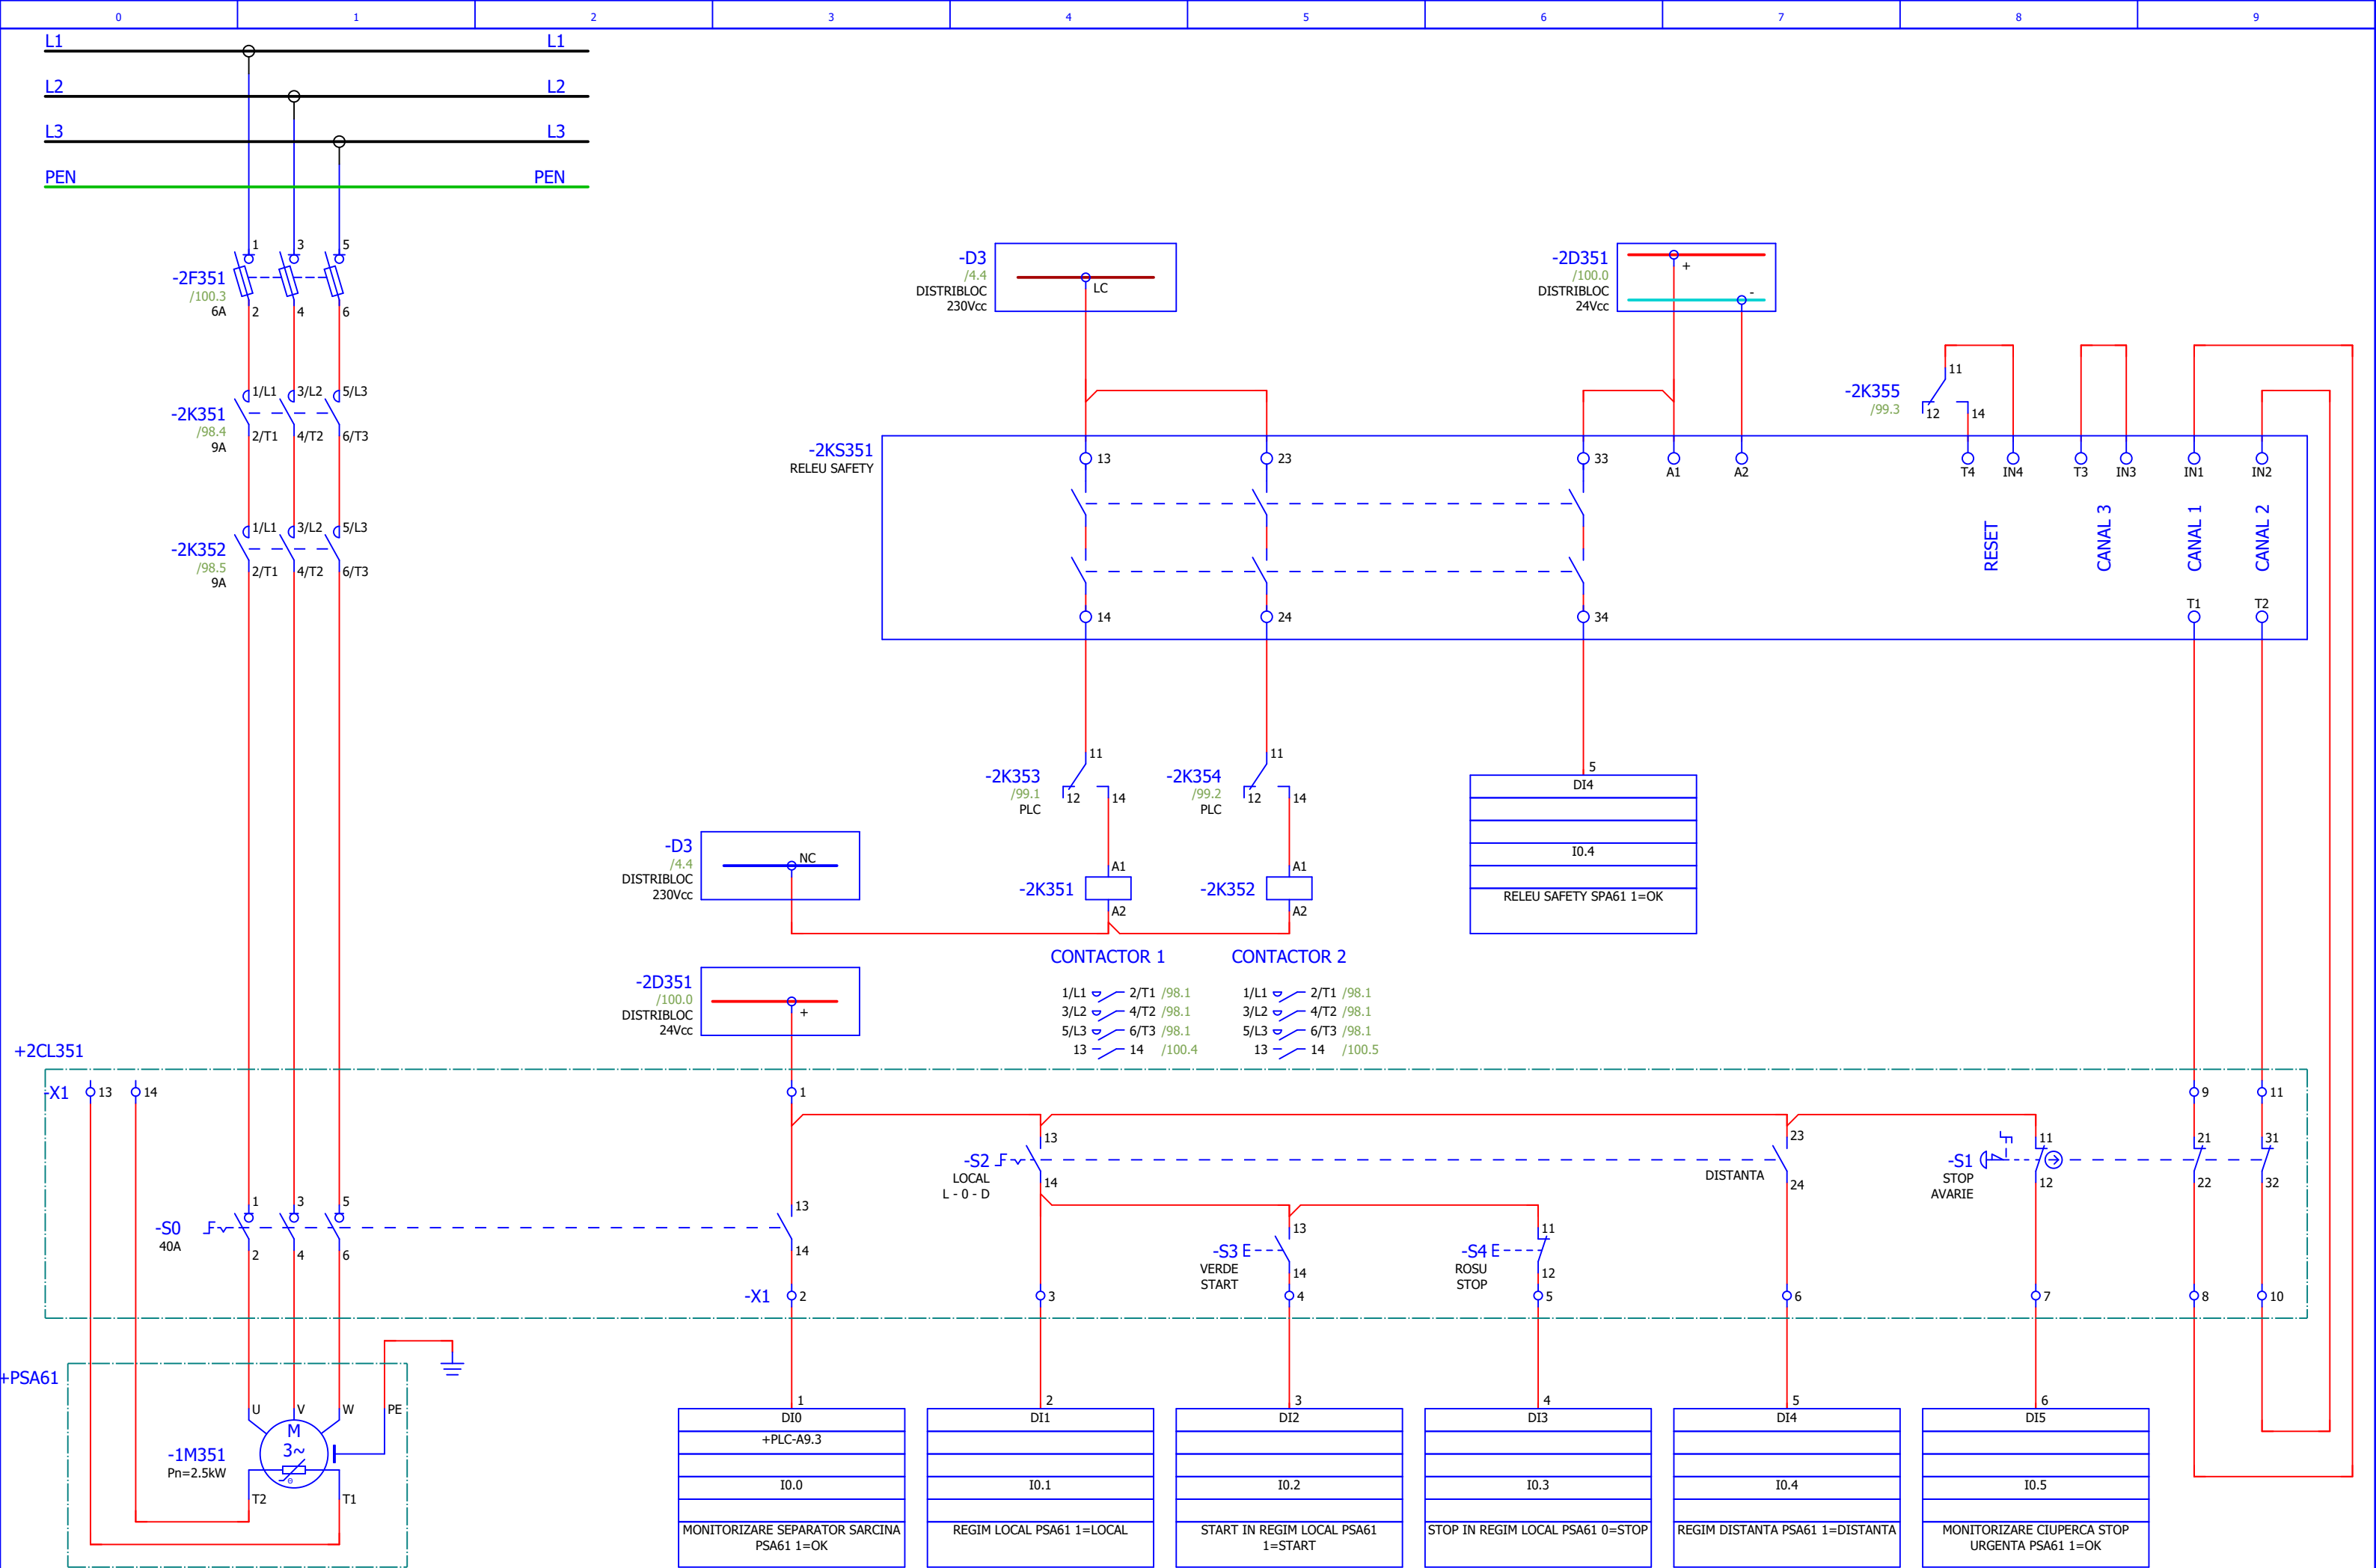 0 1 2 3 4 5 6 7 8 9
L1 L1
L2 L2
L3 L3
PEN PEN
1 3 5
-2F351
/100.3
6A
2 4 6
1/L1 3/L2 5/L3
-2K351
/98.4
9A
2/T1 4/T2 6/T3
1/L1 3/L2 5/L3
-2K352
/98.5
9A
2/T1 4/T2 6/T3
-D3
/4.4
DISTRIBLOC
230Vcc
LC
-2D351
/100.0
DISTRIBLOC
24Vcc
+
-
-2K355
/99.3
11
12 14
-2KS351
RELEU SAFETY
13 23 33
A1 A2 T4 IN4 T3 IN3 IN1 IN2
RESET
CANAL 3
CANAL 1
CANAL 2
T1 T2
14 24 34
-2K353
/99.1
PLC
11
12 14
-2K354
/99.2
PLC
11
12 14
5
DI4
I0.4
RELEU SAFETY SPA61 1=OK
-D3
/4.4
DISTRIBLOC
230Vcc
NC
A1
-2K351
A2
A1
-2K352
A2
CONTACTOR 1
1/L1 2/T1 /98.1
3/L2 4/T2 /98.1
5/L3 6/T3 /98.1
13 14 /100.4
CONTACTOR 2
1/L1 2/T1 /98.1
3/L2 4/T2 /98.1
5/L3 6/T3 /98.1
13 14 /100.5
-2D351
/100.0
DISTRIBLOC
24Vcc
+
+2CL351
-X1 13 14 1 9 11
13
-S2
LOCAL
L - 0 - D
14
23
DISTANTA
24
-S1
STOP
AVARIE
11 21 31
12 22 32
1 3 5
-S0
40A
2 4 6
13
14
-S3 E
VERDE
START
13
14
-S4 E
ROSU
STOP
11
12
-X1 2 3 4 5 6 7 8 10
+PSA61
U V W PE
M
3~
-1M351
Pn=2.5kW
T2 T1
1
DI0
+PLC-A9.3
I0.0
MONITORIZARE SEPARATOR SARCINA
PSA61 1=OK
2
DI1
I0.1
REGIM LOCAL PSA61 1=LOCAL
3
DI2
I0.2
START IN REGIM LOCAL PSA61
1=START
4
DI3
I0.3
STOP IN REGIM LOCAL PSA61 0=STOP
5
DI4
I0.4
REGIM DISTANTA PSA61 1=DISTANTA
6
DI5
I0.5
MONITORIZARE CIUPERCA STOP
URGENTA PSA61 1=OK